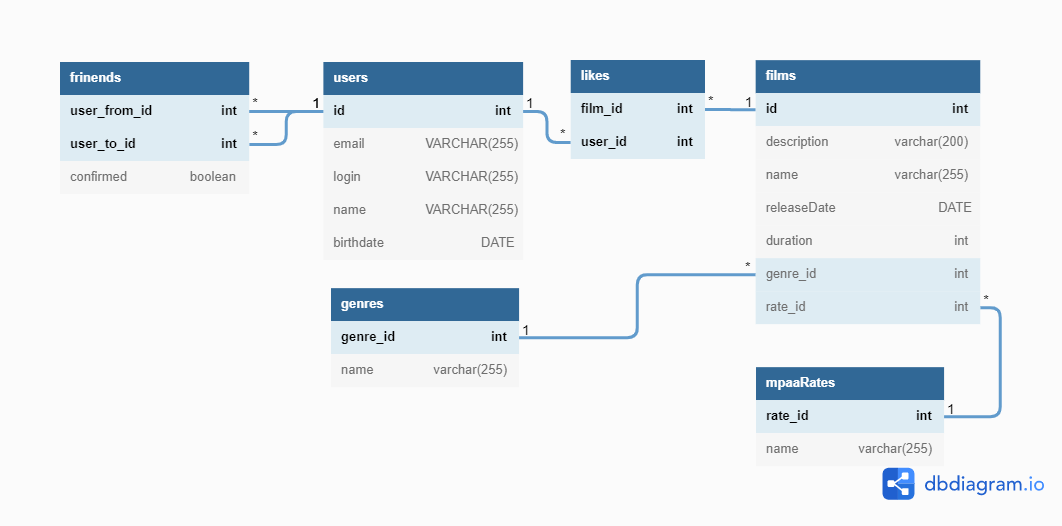 frinends
user_from_id int
user_to_id int
confirmed boolean
* 1
*
users
id int
email VARCHAR(255)
login VARCHAR(255)
name VARCHAR(255)
birthdate DATE
1 *
likes
film_id int
user_id int
* 1
films
id int
description varchar(200)
name varchar(255)
releaseDate DATE
duration int
genre_id int
rate_id int
genres
genre_id int
name varchar(255)
1 *
mpaaRates
rate_id int
name varchar(255)
1 *
dbdiagram.io